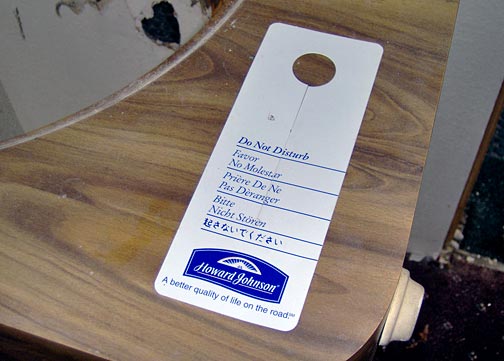 Do Not Disturb
Favor
No Molestar
Prière De Ne
Pas Déranger
Bitte
Nicht Stören
起さないでください
Howard Johnson®
A better quality of life on the road.℠